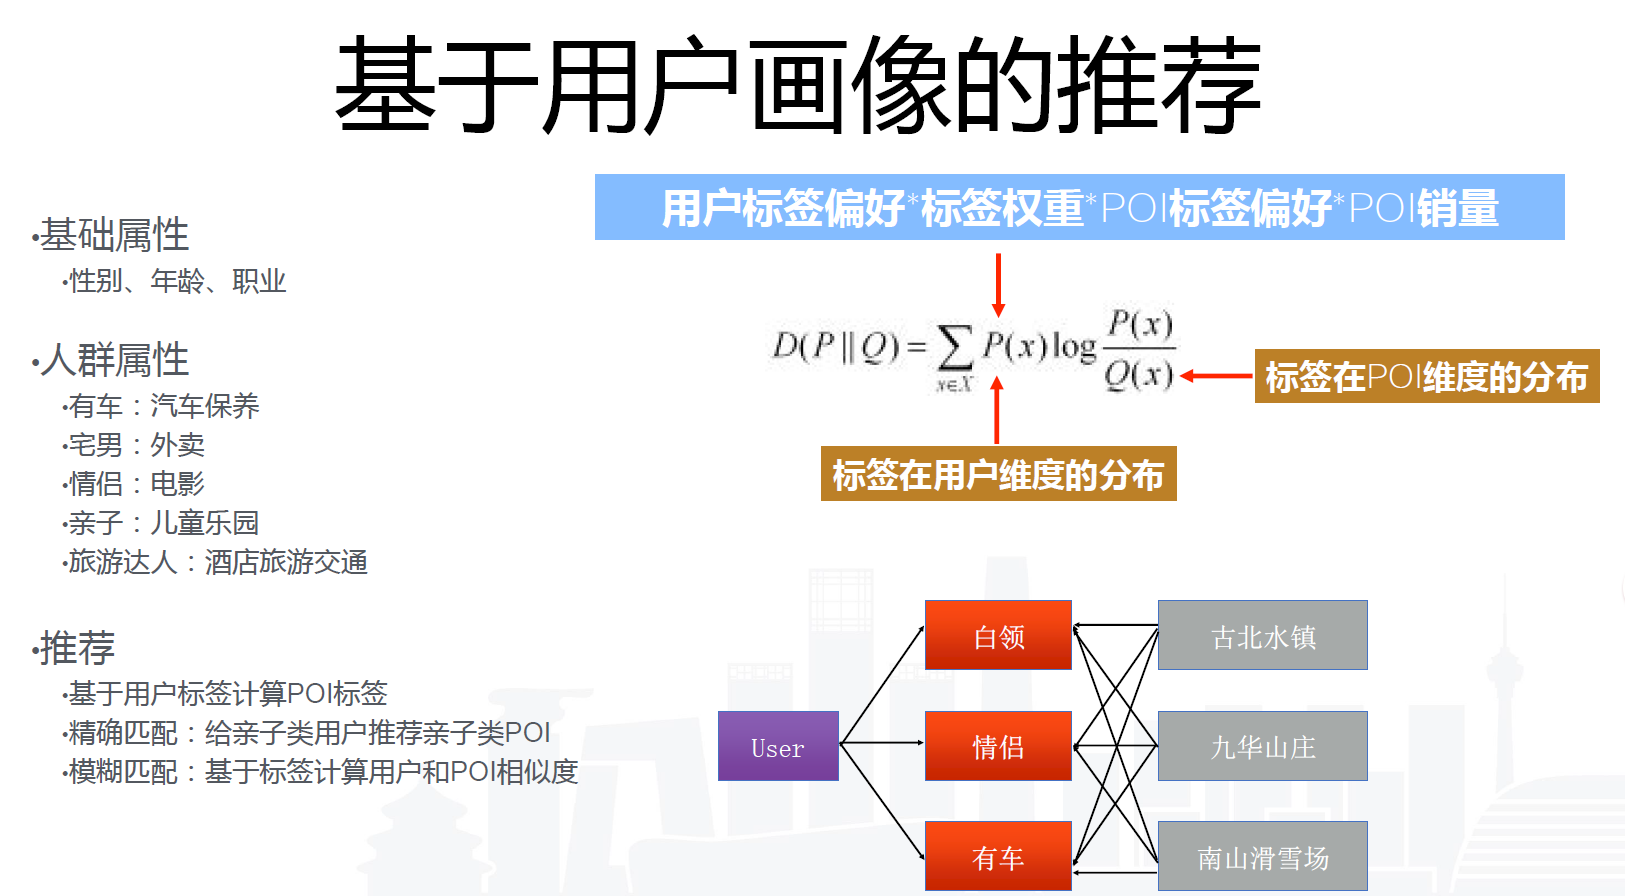 基于用户画像的推荐
•基础属性
•性别、年龄、职业
•人群属性
•有车：汽车保养
•宅男：外卖
•情侣：电影
•亲子：儿童乐园
•旅游达人：酒店旅游交通
•推荐
•基于用户标签计算POI标签
•精确匹配：给亲子类用户推荐亲子类POI
•模糊匹配：基于标签计算用户和POI相似度
用户标签偏好*标签权重*POI标签偏好*POI销量
D(P||Q) = ∑ x∈X P(x) log P(x)/Q(x)
标签在POI维度的分布
标签在用户维度的分布
User
白领
情侣
有车
古北水镇
九华山庄
南山滑雪场